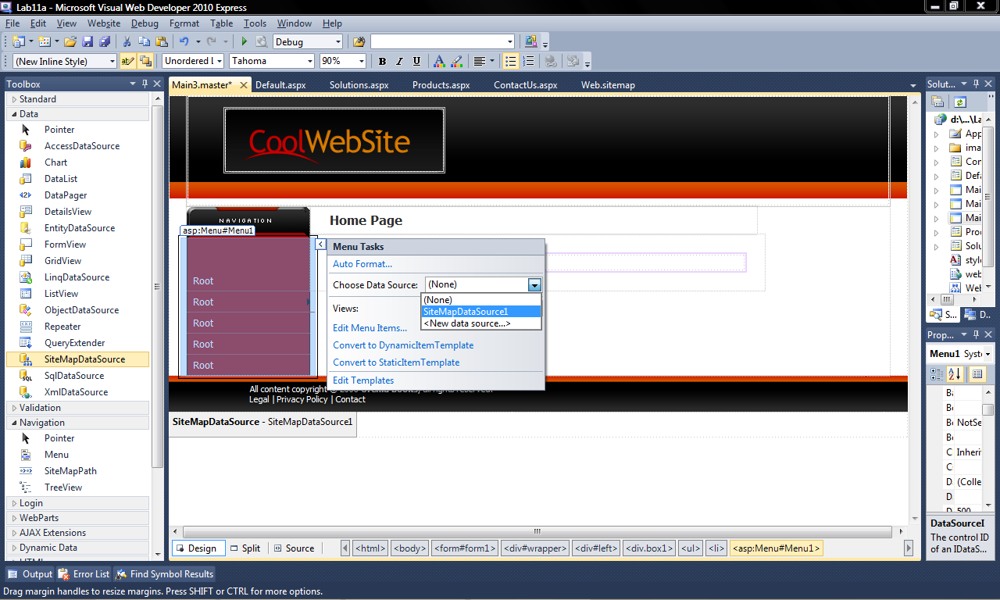 Lab11a - Microsoft Visual Web Developer 2010 Express
File Edit View Website Debug Format Table Tools Window Help
Debug
(New Inline Style) Unordered L Tahoma 90% B I U A
Toolbox
Standard
Data
Pointer
AccessDataSource
Chart
DataList
DataPager
DetailsView
EntityDataSource
FormView
GridView
LinqDataSource
ListView
ObjectDataSource
Repeater
QueryExtender
SiteMapDataSource
SqlDataSource
XmlDataSource
Validation
Navigation
Pointer
Menu
SiteMapPath
TreeView
Login
WebParts
AJAX Extensions
Dynamic Data
Main3.master* Default.aspx Solutions.aspx Products.aspx ContactUs.aspx Web.sitemap
CoolWebSite
NAVIGATION
Home Page
asp:Menu#Menu1
Root
Root
Root
Root
Root
Menu Tasks
Auto Format...
Choose Data Source: (None)
(None)
SiteMapDataSource1
<New data source...>
Views:
Edit Menu Items...
Convert to DynamicItemTemplate
Convert to StaticItemTemplate
Edit Templates
All content copyright
Legal | Privacy Policy | Contact
SiteMapDataSource - SiteMapDataSource1
Design Split Source <html> <body> <form#form1> <div#wrapper> <div#left> <div.box1> <ul> <li> <asp:Menu#Menu1>
Solut...
d:\...\La
App
ima
Con
Defa
Mai
Mai
Mai
Pro
Solu
style
web
Web
S... D..
Prop...
Menu1 Syste
Ba
Bo
Bo NotSe
Bo
C Inherit
C
D (Colle
D
D 500
DataSourceI
The control ID
of an IDataS...
Output Error List Find Symbol Results
Drag margin handles to resize margins. Press SHIFT or CTRL for more options.